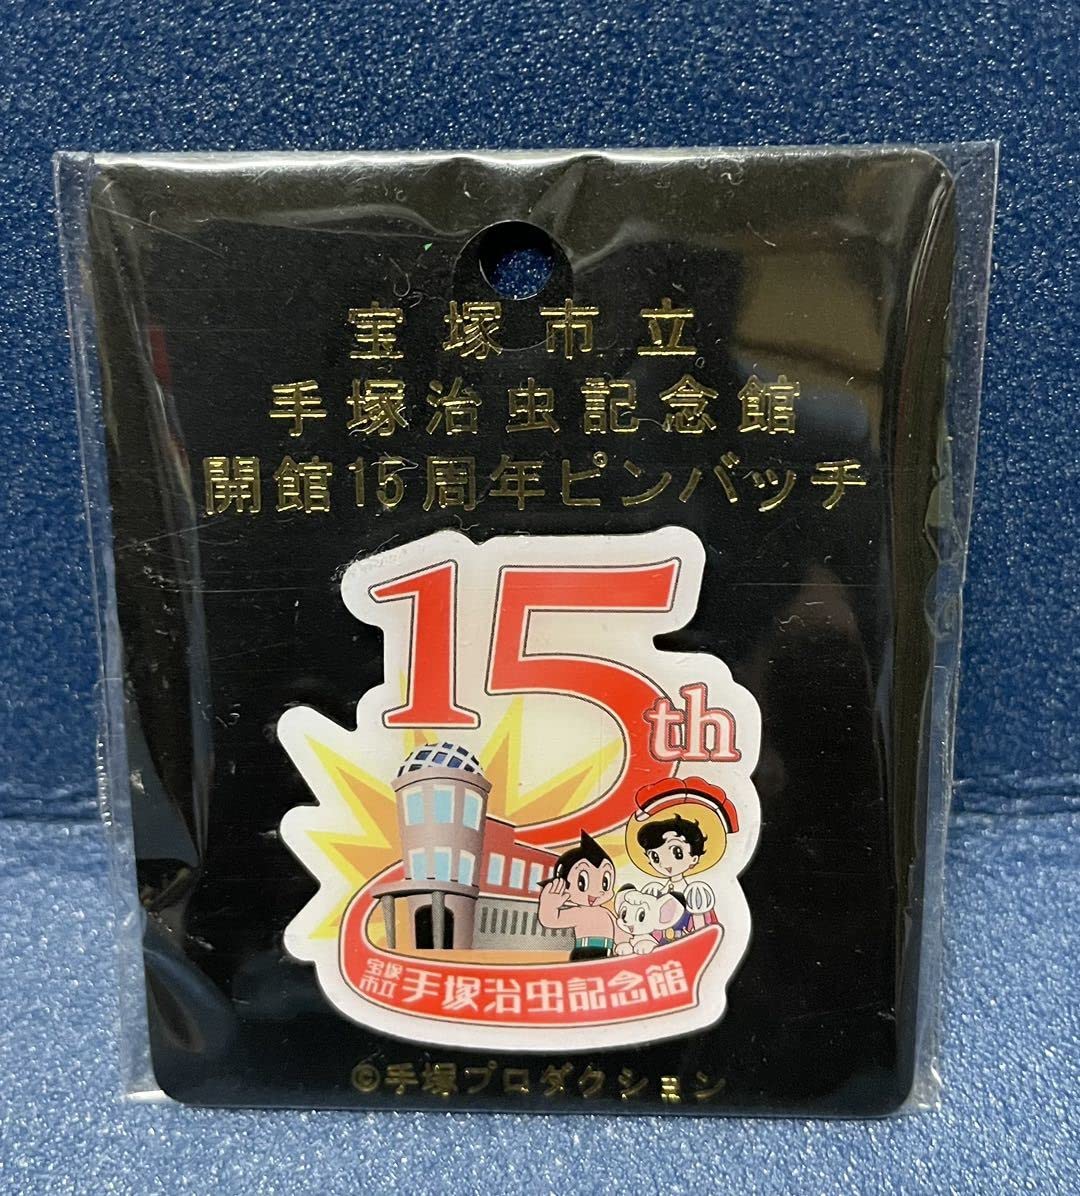 宝塚市立
手塚治虫記念館
開館15周年ピンバッチ
15th
宝塚
市立 手塚治虫記念館
©手塚プロダクション